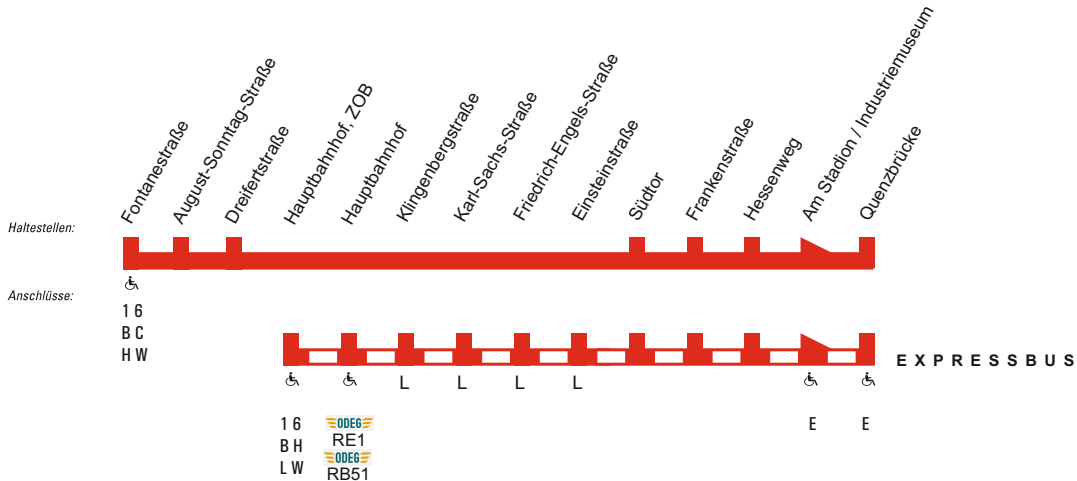 Fontanestraße
August-Sonntag-Straße
Dreifertstraße
Hauptbahnhof, ZOB
Hauptbahnhof
Klingenbergstraße
Karl-Sachs-Straße
Friedrich-Engels-Straße
Einsteinstraße
Südtor
Frankenstraße
Hessenweg
Am Stadion / Industriemuseum
Quenzbrücke
Haltestellen:
Anschlüsse:
1 6
B C
H W
EXPRESSBUS
L L L L
1 6
B H
L W
ODEG
RE1
ODEG
RB51
E E